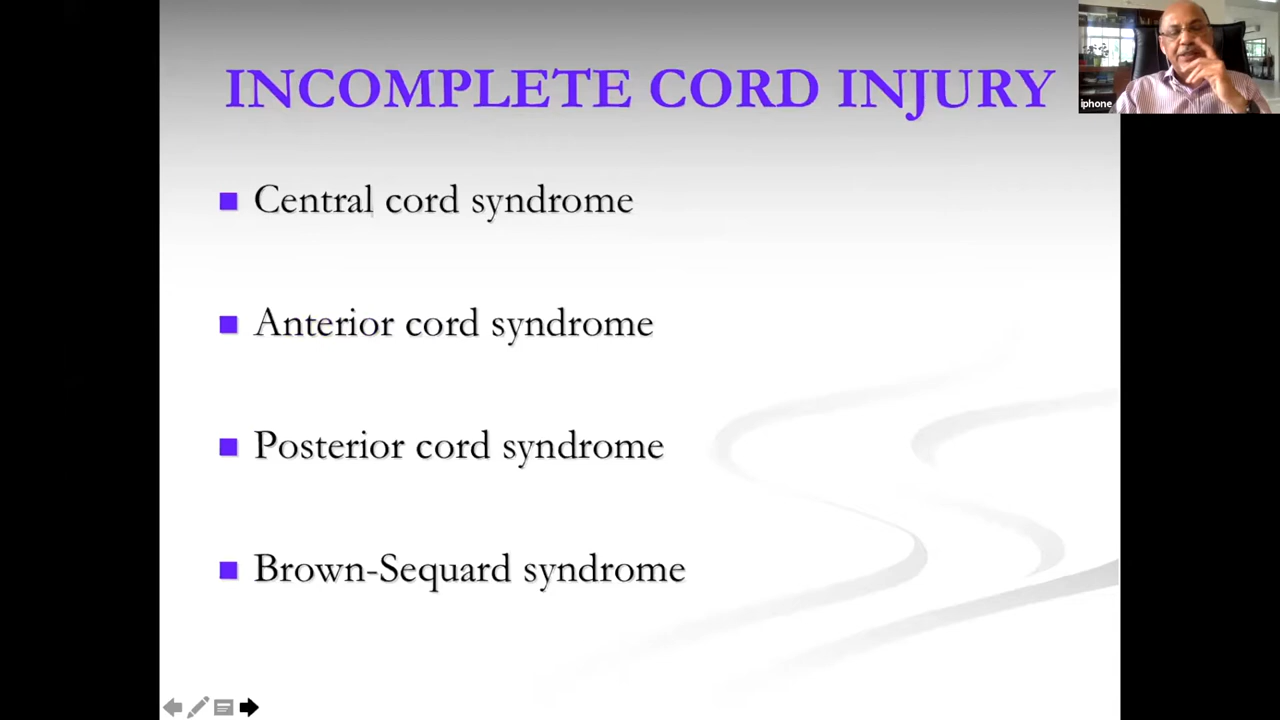 INCOMPLETE CORD INJURY
iphone
Central cord syndrome
Anterior cord syndrome
Posterior cord syndrome
Brown-Sequard syndrome